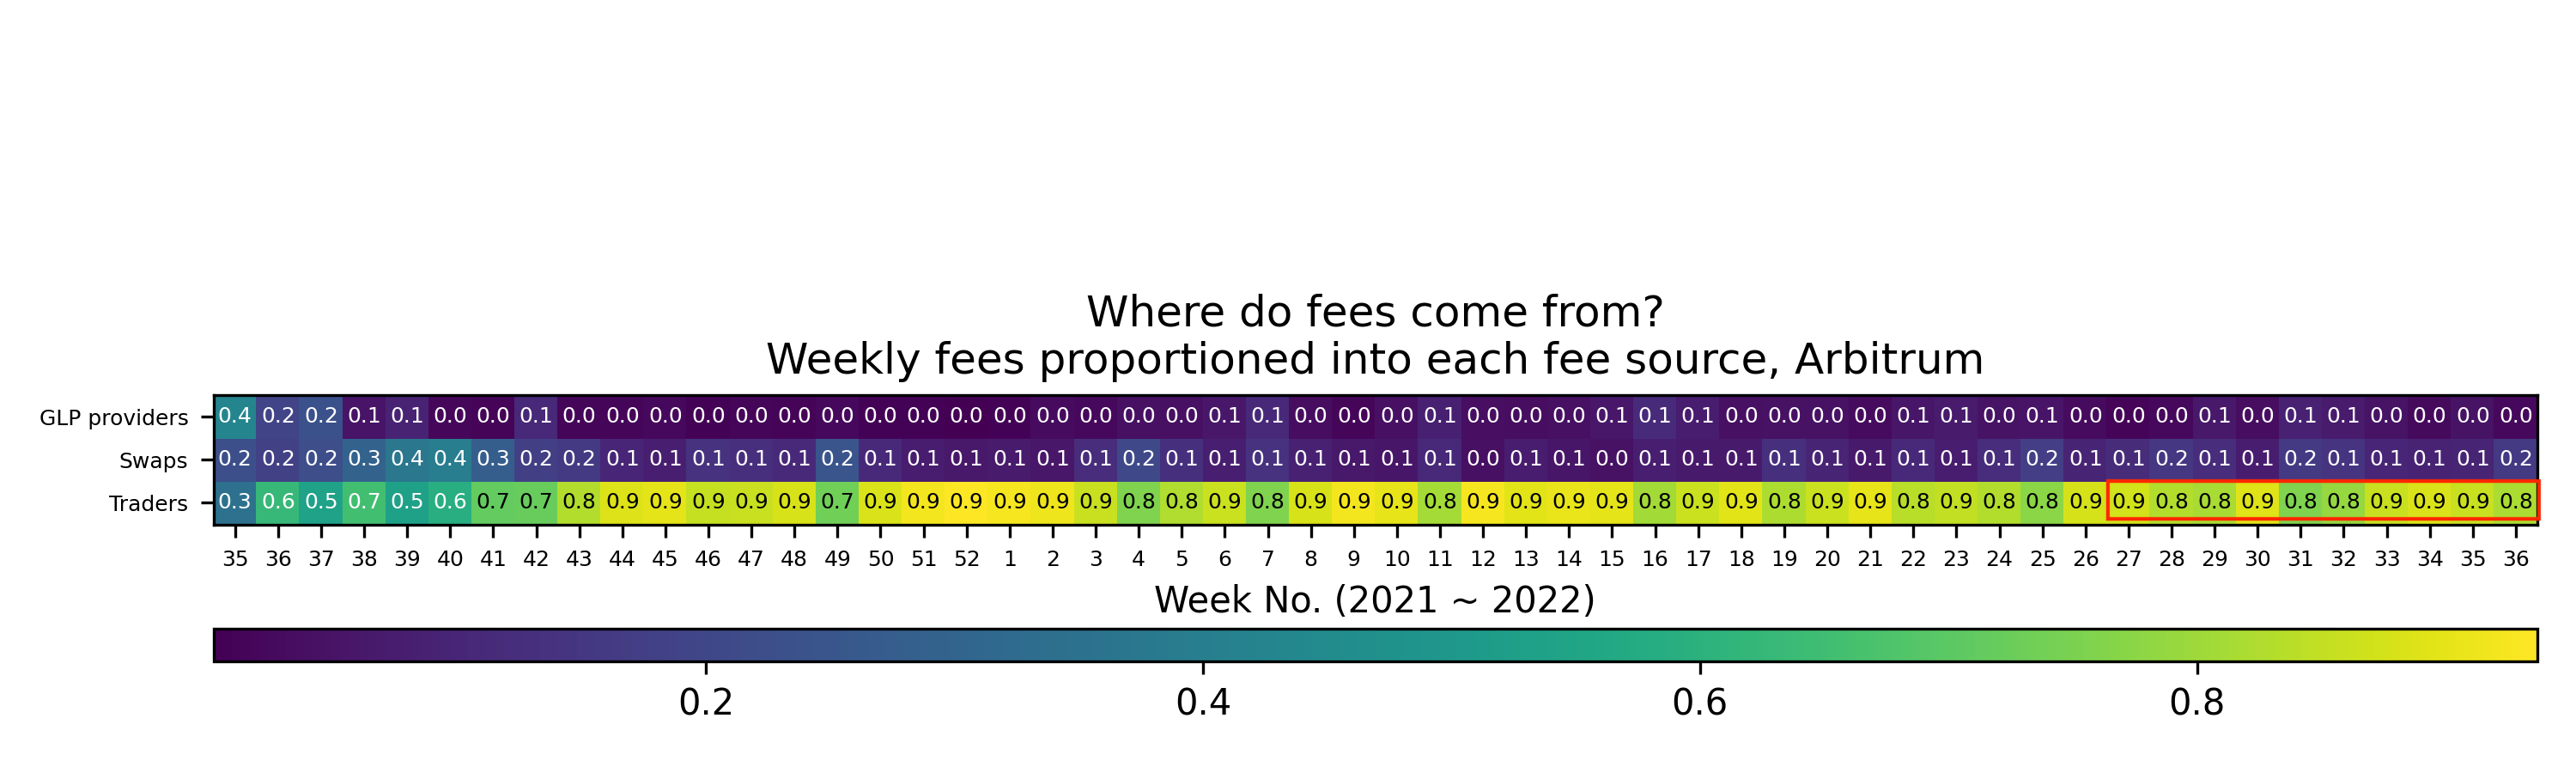 Where do fees come from?
Weekly fees proportioned into each fee source, Arbitrum
GLP providers 0.4 0.2 0.2 0.1 0.1 0.0 0.0 0.1 0.0 0.0 0.0 0.0 0.0 0.0 0.0 0.0 0.0 0.0 0.0 0.0 0.0 0.0 0.0 0.1 0.1 0.0 0.0 0.0 0.1 0.0 0.0 0.0 0.1 0.1 0.1 0.0 0.0 0.0 0.0 0.1 0.1 0.0 0.1 0.0 0.0 0.0 0.1 0.0 0.1 0.1 0.0 0.0 0.0 0.0
Swaps 0.2 0.2 0.2 0.3 0.4 0.4 0.3 0.2 0.2 0.1 0.1 0.1 0.1 0.1 0.2 0.1 0.1 0.1 0.1 0.1 0.1 0.2 0.1 0.1 0.1 0.1 0.1 0.1 0.1 0.0 0.1 0.1 0.0 0.1 0.1 0.1 0.1 0.1 0.1 0.1 0.1 0.1 0.2 0.1 0.1 0.2 0.1 0.1 0.2 0.1 0.1 0.1 0.1 0.2
Traders 0.3 0.6 0.5 0.7 0.5 0.6 0.7 0.7 0.8 0.9 0.9 0.9 0.9 0.9 0.7 0.9 0.9 0.9 0.9 0.9 0.9 0.8 0.8 0.9 0.8 0.9 0.9 0.9 0.8 0.9 0.9 0.9 0.9 0.8 0.9 0.9 0.8 0.9 0.9 0.8 0.9 0.8 0.8 0.9 0.9 0.8 0.8 0.9 0.8 0.8 0.9 0.9 0.9 0.8
35 36 37 38 39 40 41 42 43 44 45 46 47 48 49 50 51 52 1 2 3 4 5 6 7 8 9 10 11 12 13 14 15 16 17 18 19 20 21 22 23 24 25 26 27 28 29 30 31 32 33 34 35 36
Week No. (2021 ~ 2022)
0.2 0.4 0.6 0.8